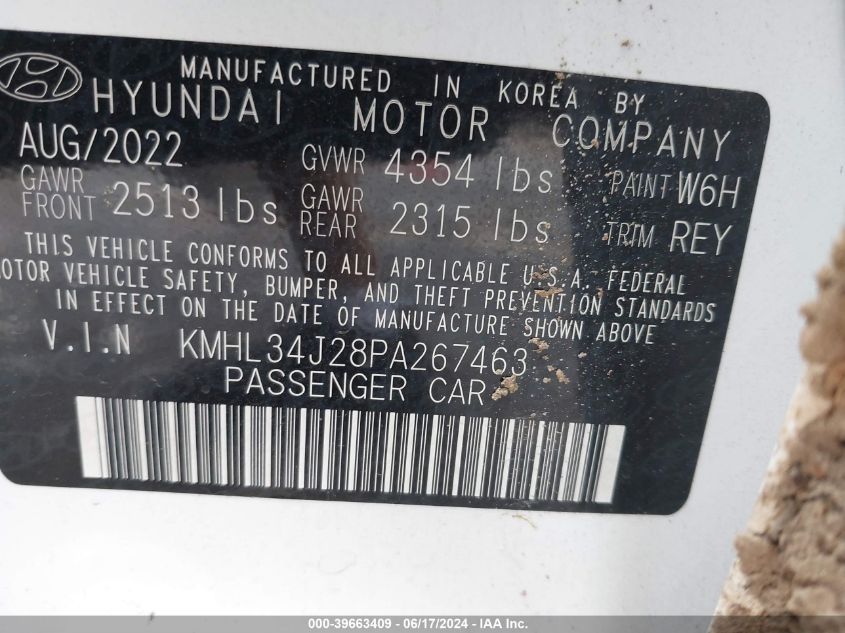 MANUFACTURED IN KOREA BY
HYUNDAI MOTOR COMPANY
AUG/2022 GVWR 4354 lbs PAINT W6H
GAWR FRONT 2513 lbs GAWR REAR 2315 lbs TRIM REY
THIS VEHICLE CONFORMS TO ALL APPLICABLE U.S.A. FEDERAL
MOTOR VEHICLE SAFETY, BUMPER, AND THEFT PREVENTION STANDARDS
IN EFFECT ON THE DATE OF MANUFACTURE SHOWN ABOVE.
V.I.N KMHL34J28PA267463
PASSENGER CAR
000-39663409 - 06/17/2024 - IAA Inc.